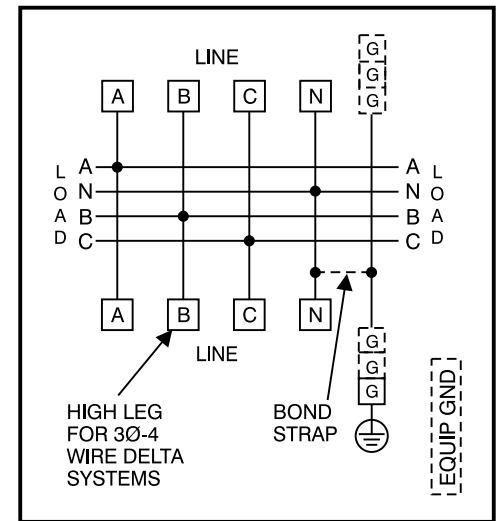 LINE
A B C N G
G
G
L O A D
A
N
B
C
A
N
B
C
L O A D
A B C N
LINE
G
G
G
HIGH LEG
FOR 3Ø-4
WIRE DELTA
SYSTEMS
BOND
STRAP
EQUIP GND